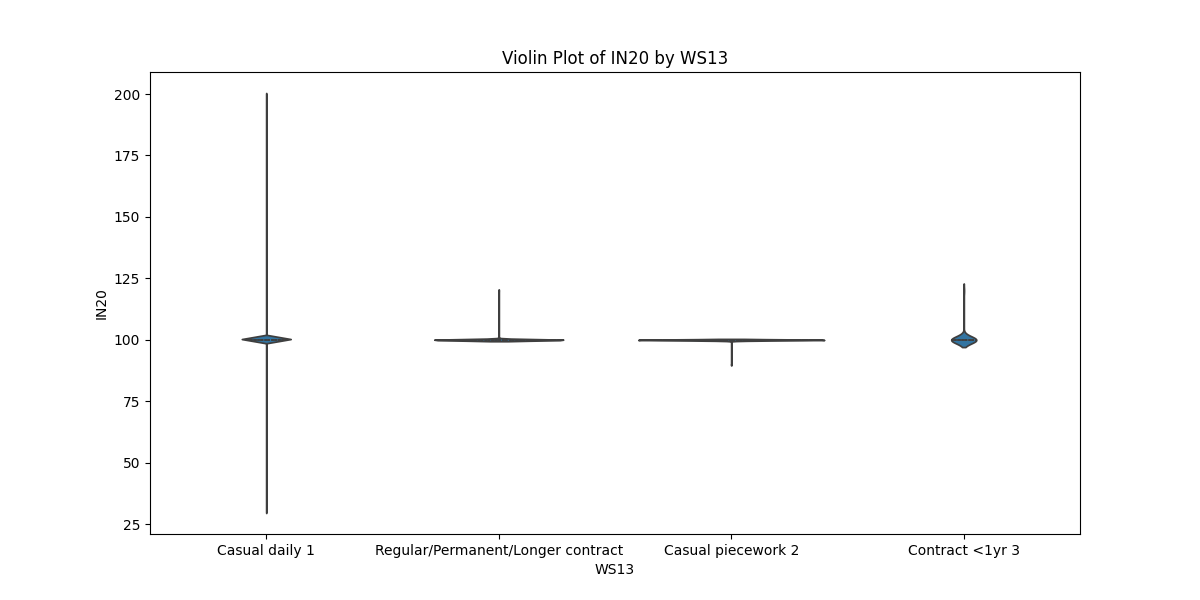 Violin Plot of IN20 by WS13
200
175
150
125
100
75
50
25
IN20
Casual daily 1
Regular/Permanent/Longer contract
Casual piecework 2
Contract <1yr 3
WS13